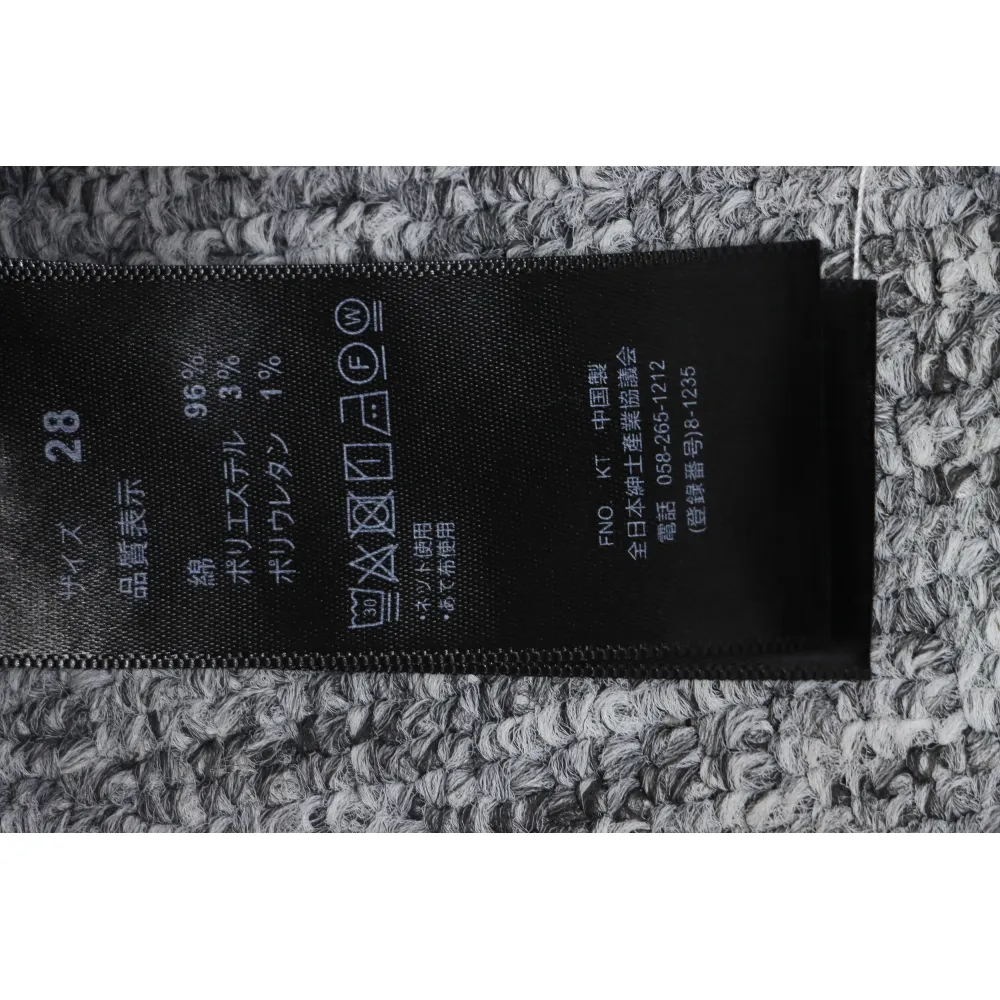 サイズ 28
品質表示
綿 96%
ポリエステル 3%
ポリウレタン 1%
30 F W
・ネット使用
・あて布使用
FNO. KT 中国製
全日本紳士産業協議会
電話 058-265-1212
(登録番号)8-1235